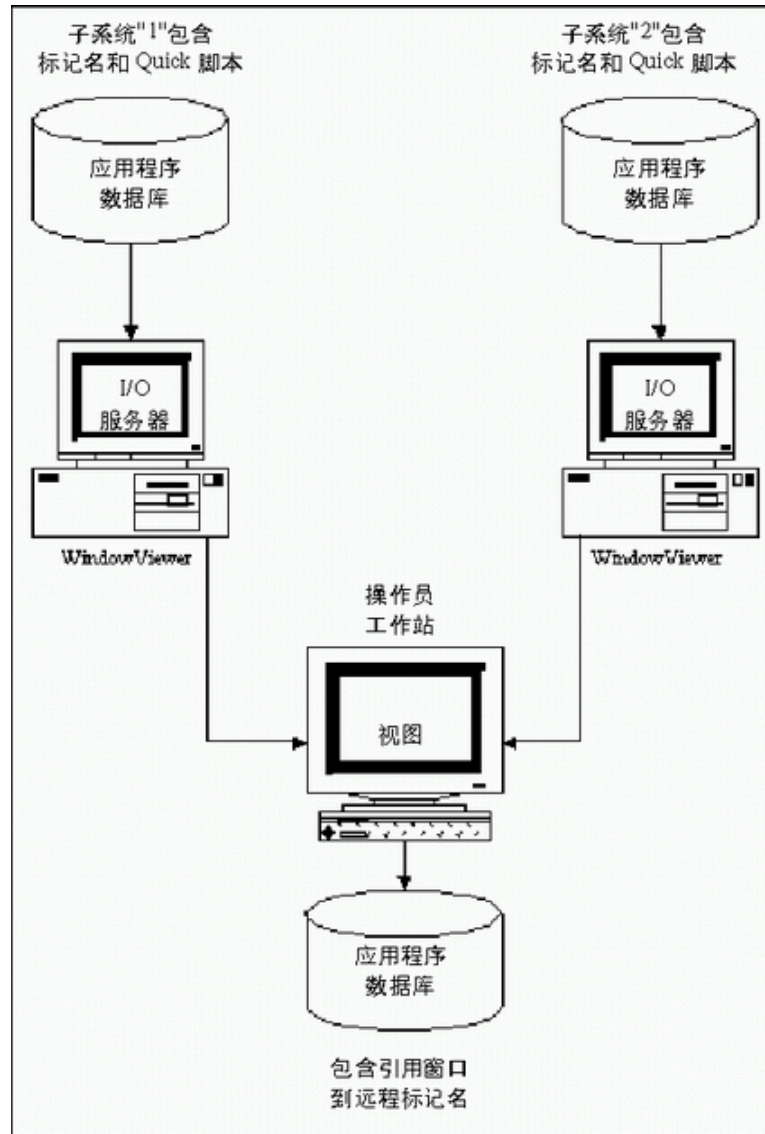 子系统"1"包含
标记名和 Quick 脚本
子系统"2"包含
标记名和 Quick 脚本
应用程序
数据库
应用程序
数据库
I/O
服务器
I/O
服务器
WindowViewer
WindowViewer
操作员
工作站
视图
应用程序
数据库
包含引用窗口
到远程标记名